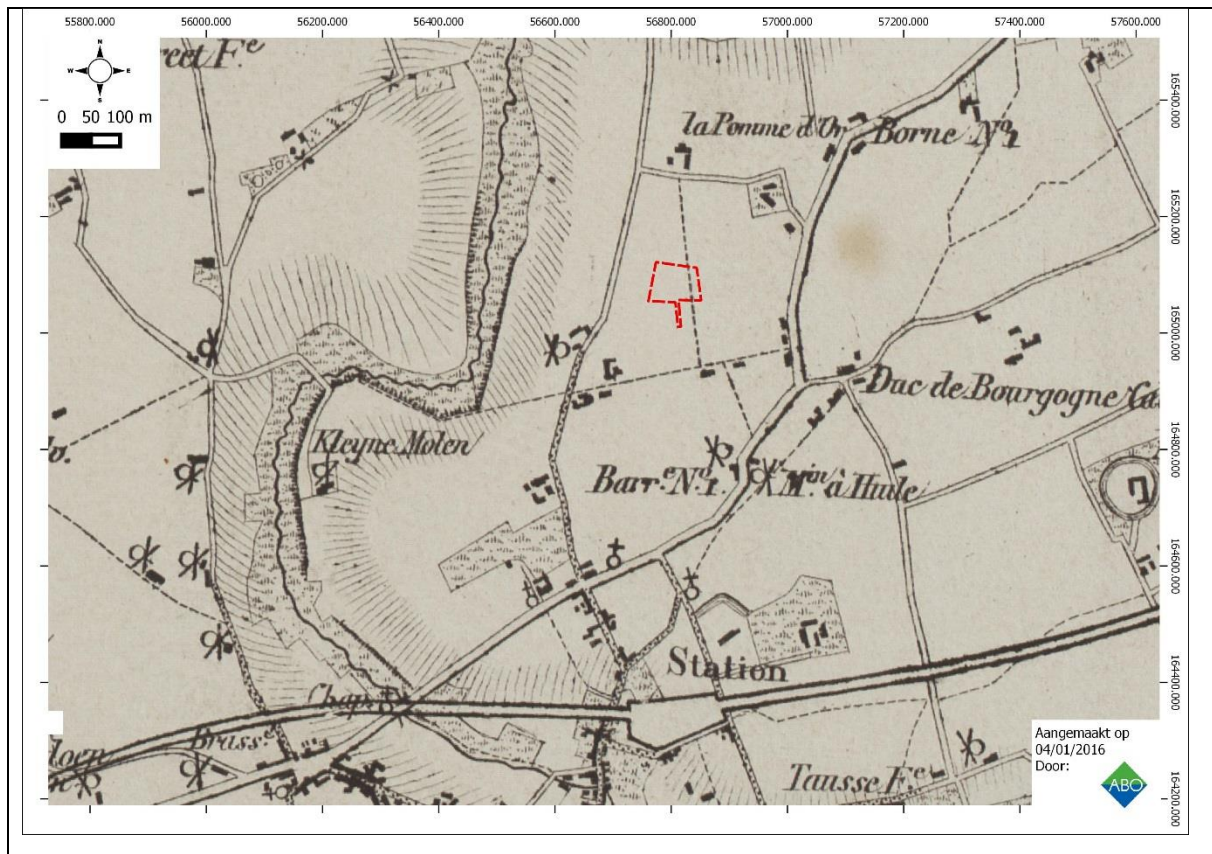 55800.000 56000.000 56200.000 56400.000 56600.000 56800.000 57000.000 57200.000 57400.000 57600.000
N
W E
S
0 50 100 m
reet F.e
la Pomme d'Or
Borne N.o 1
165400.000
165200.000
165000.000
164800.000
164600.000
164400.000
164200.000
Duc de Bourgogne
Kleyne Molen
Barr.e N.o 1.
M.in à Huile
Station
Chap.
Brass.e
Tausse F.e
Aangemaakt op
04/01/2016
Door:
ABO